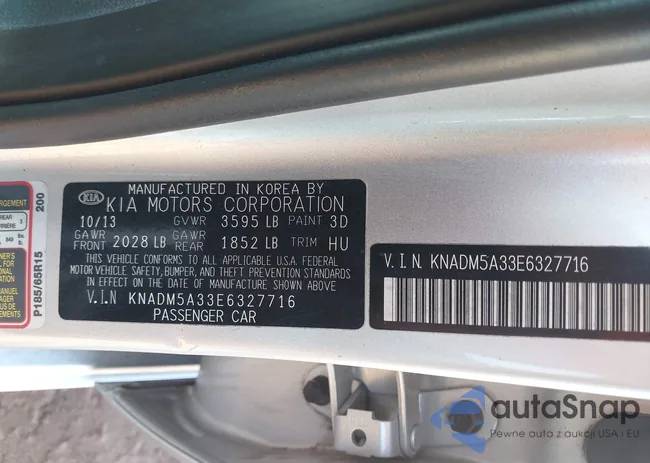 MANUFACTURED IN KOREA BY
KIA KIA MOTORS CORPORATION
10/13 GVWR 3595 LB PAINT 3D
GAWR FRONT 2028 LB GAWR REAR 1852 LB TRIM HU
THIS VEHICLE CONFORMS TO ALL APPLICABLE U.S.A. FEDERAL
MOTOR VEHICLE SAFETY, BUMPER, AND THEFT PREVENTION STANDARDS
IN EFFECT ON THE DATE OF MANUFACTURE SHOWN ABOVE
V.I.N KNADM5A33E6327716
PASSENGER CAR
V.I.N. KNADM5A33E6327716
REAR
200
P185/65R15
autaSnap
Pewne auta z aukcji USA i EU